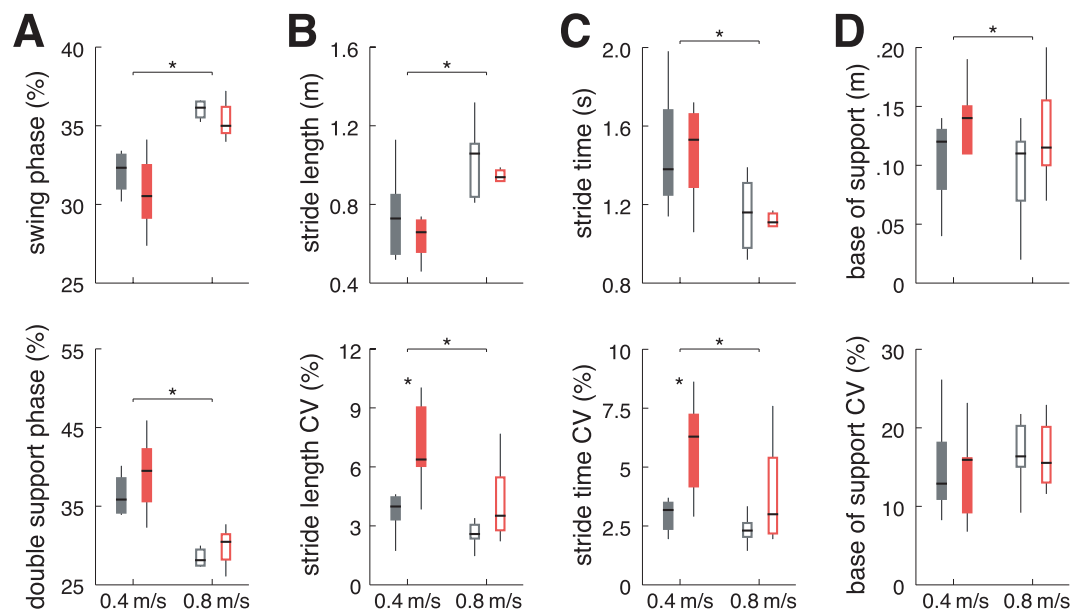 A
B
C
D
swing phase (%)
40
35
30
25
*
stride length (m)
1.6
1.2
0.8
0.4
*
stride time (s)
2.0
1.6
1.2
0.8
*
base of support (m)
.20
.15
.10
.05
0
*
double support phase (%)
55
45
35
25
*
0.4 m/s
0.8 m/s
stride length CV (%)
12
9
6
3
0
*
*
0.4 m/s
0.8 m/s
stride time CV (%)
10
7.5
5
2.5
0
*
*
0.4 m/s
0.8 m/s
base of support CV (%)
30
20
10
0
0.4 m/s
0.8 m/s